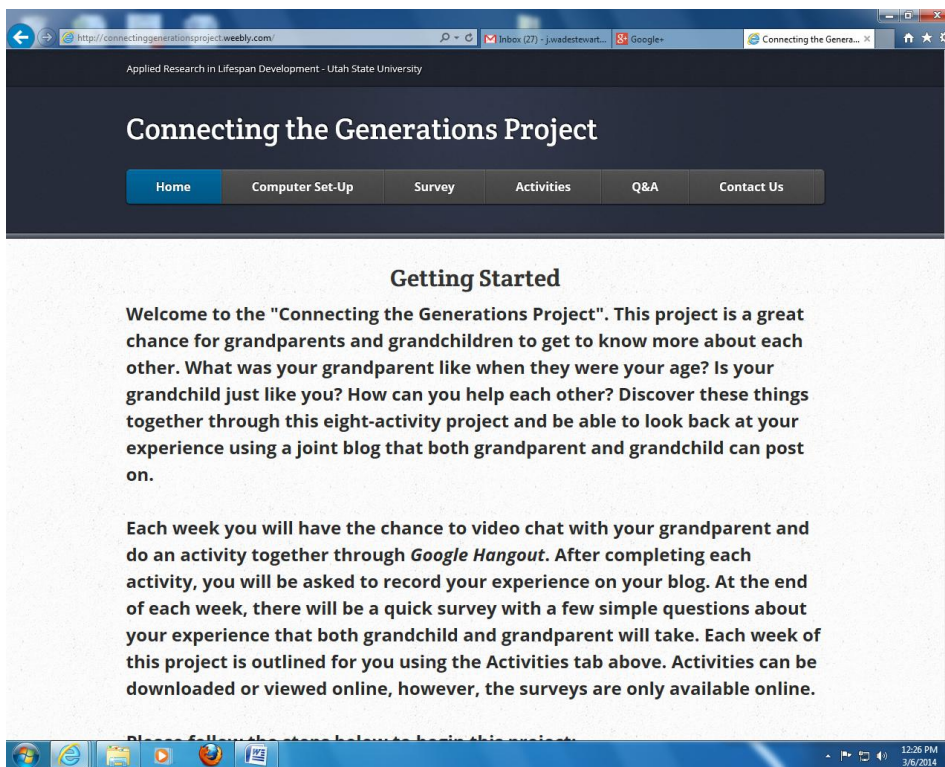 http://connectinggenerationsproject.weebly.com/
Inbox (27) - j.wadestewart...
Google+
Connecting the Genera...
Applied Research in Lifespan Development - Utah State University
Connecting the Generations Project
Home
Computer Set-Up
Survey
Activities
Q&A
Contact Us
Getting Started
Welcome to the "Connecting the Generations Project". This project is a great
chance for grandparents and grandchildren to get to know more about each
other. What was your grandparent like when they were your age? Is your
grandchild just like you? How can you help each other? Discover these things
together through this eight-activity project and be able to look back at your
experience using a joint blog that both grandparent and grandchild can post
on.
Each week you will have the chance to video chat with your grandparent and
do an activity together through Google Hangout. After completing each
activity, you will be asked to record your experience on your blog. At the end
of each week, there will be a quick survey with a few simple questions about
your experience that both grandchild and grandparent will take. Each week of
this project is outlined for you using the Activities tab above. Activities can be
downloaded or viewed online, however, the surveys are only available online.
Please follow the steps below to begin this project:
12:26 PM
3/6/2014